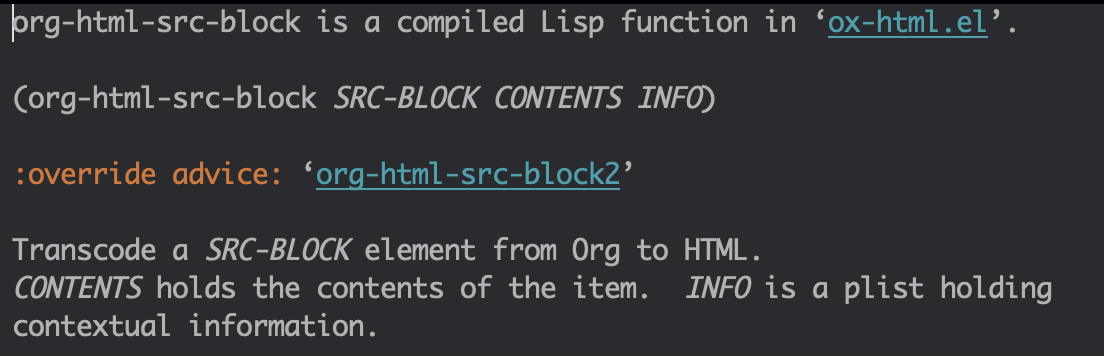 org-html-src-block is a compiled Lisp function in ‘ox-html.el’.
(org-html-src-block SRC-BLOCK CONTENTS INFO)
:override advice: ‘org-html-src-block2’
Transcode a SRC-BLOCK element from Org to HTML.
CONTENTS holds the contents of the item.  INFO is a plist holding
contextual information.